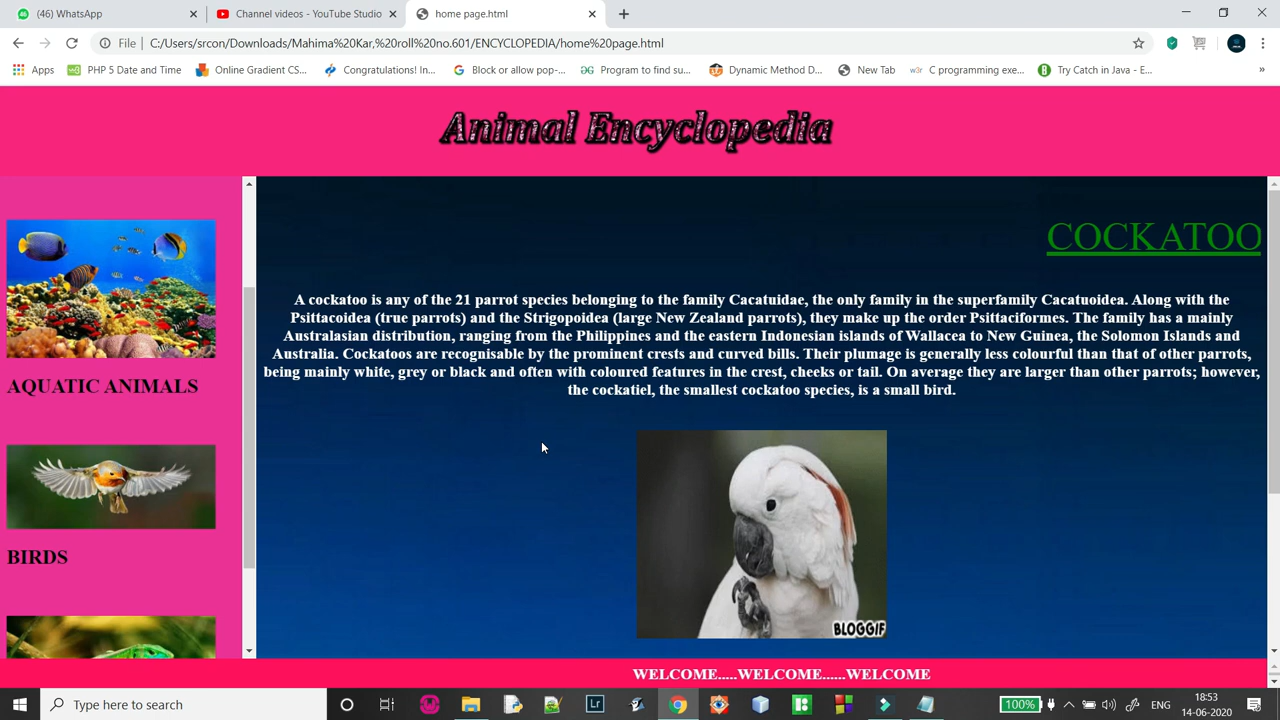 (46) WhatsApp
Channel videos - YouTube Studio
home page.html
File
C:/Users/srcon/Downloads/Mahima%20Kar,%20roll%20no.601/ENCYCLOPEDIA/home%20page.html
Apps
PHP 5 Date and Time
Online Gradient CS...
Congratulations! In...
Block or allow pop-...
Program to find su...
Dynamic Method D...
New Tab
C programming exe...
Try Catch in Java - E...
Animal Encyclopedia
AQUATIC ANIMALS
BIRDS
COCKATOO
A cockatoo is any of the 21 parrot species belonging to the family Cacatuidae, the only family in the superfamily Cacatuoidea. Along with the
Psittacoidea (true parrots) and the Strigopoidea (large New Zealand parrots), they make up the order Psittaciformes. The family has a mainly
Australasian distribution, ranging from the Philippines and the eastern Indonesian islands of Wallacea to New Guinea, the Solomon Islands and
Australia. Cockatoos are recognisable by the prominent crests and curved bills. Their plumage is generally less colourful than that of other parrots,
being mainly white, grey or black and often with coloured features in the crest, cheeks or tail. On average they are larger than other parrots; however,
the cockatiel, the smallest cockatoo species, is a small bird.
BLOGGIF
WELCOME.....WELCOME......WELCOME
Type here to search
100%
ENG
18:53
14-06-2020